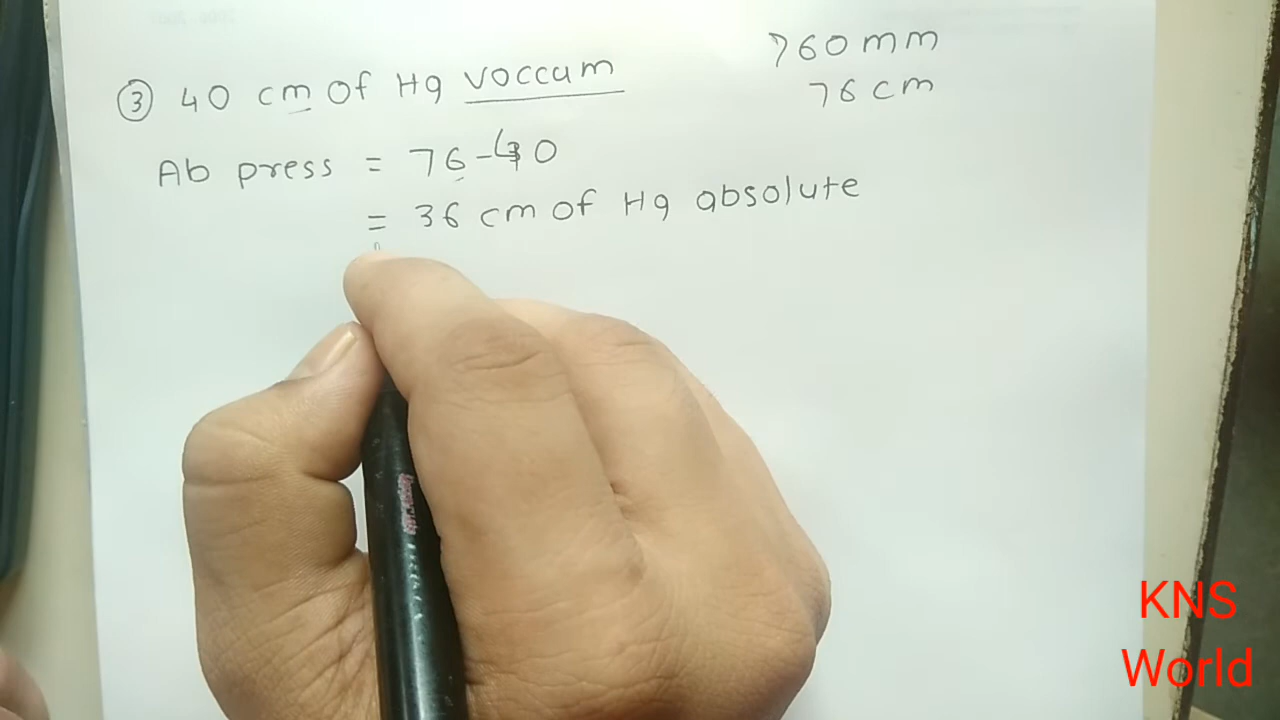 760 mm
76 cm
③ 40 cm of Hg voccum
Ab press = 76-40
= 36 cm of Hg absolute
KNS
World